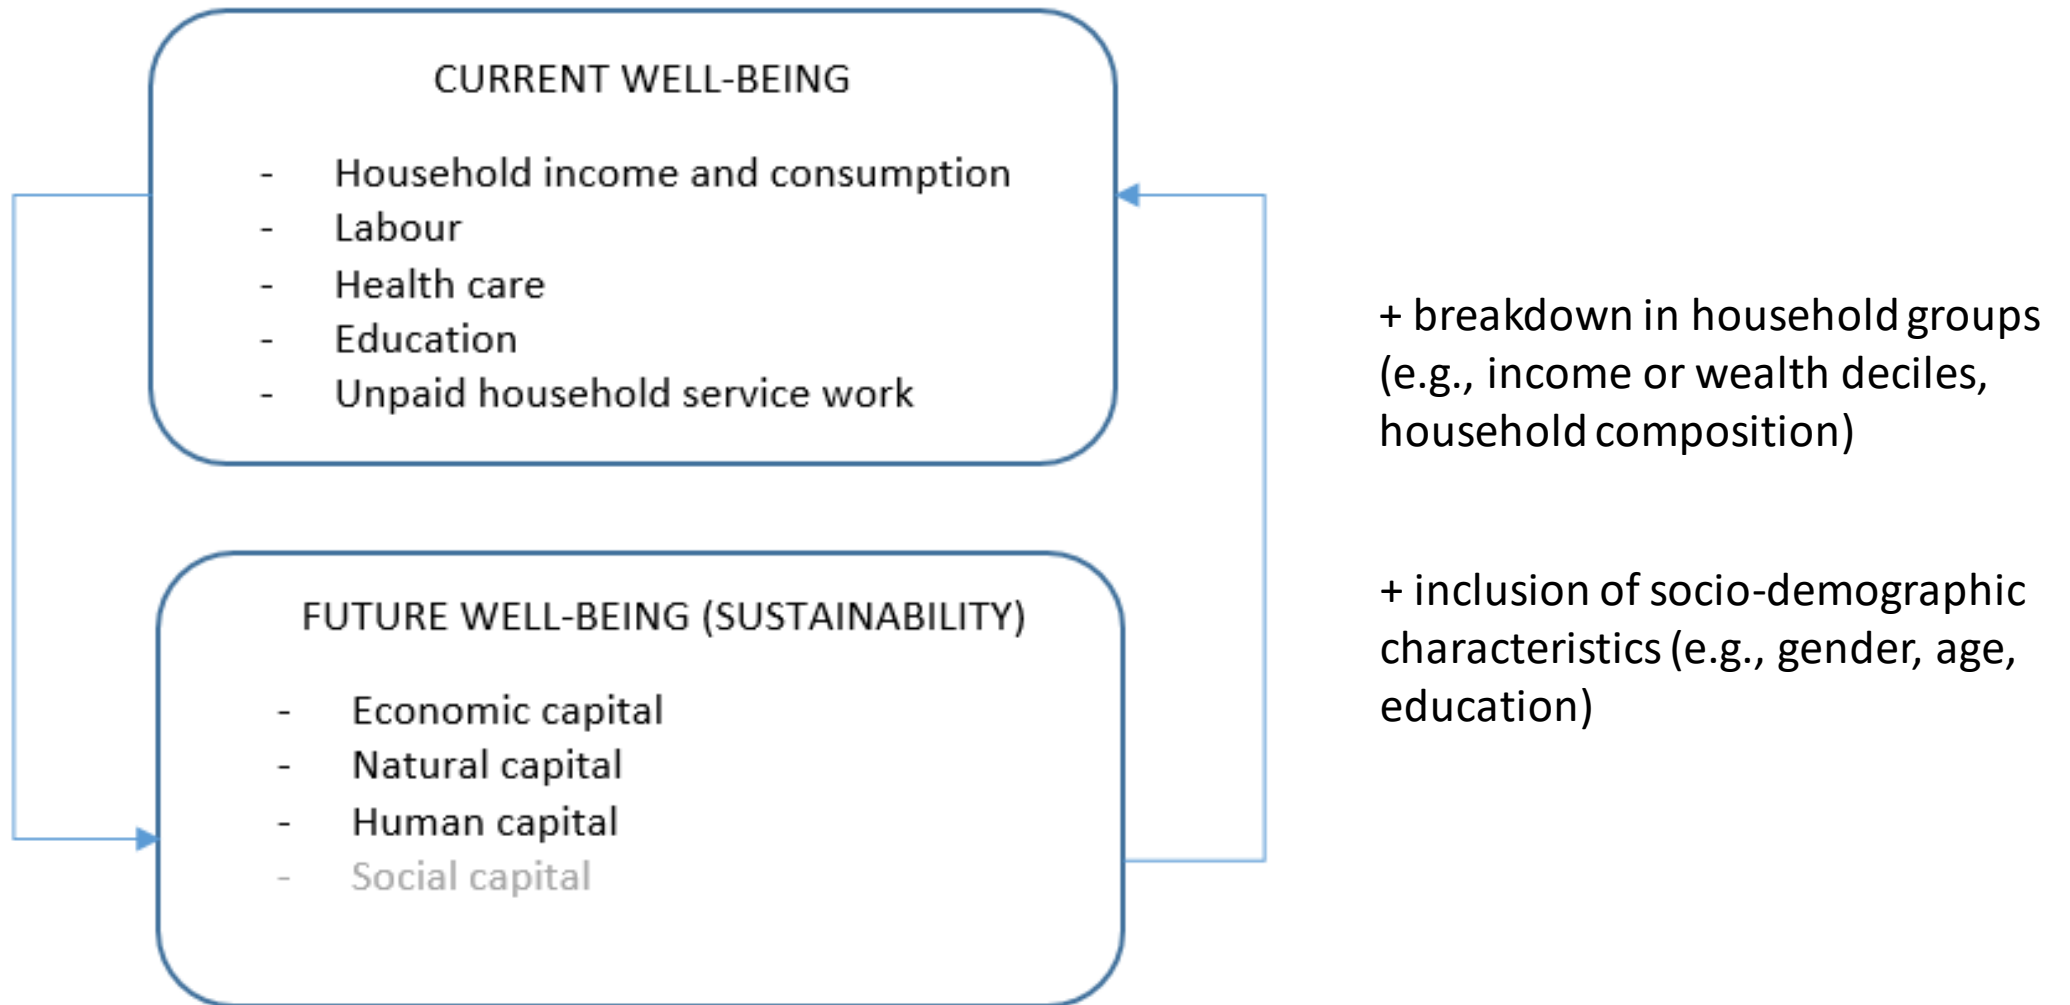 CURRENT WELL-BEING
- Household income and consumption
- Labour
- Health care
- Education
- Unpaid household service work
FUTURE WELL-BEING (SUSTAINABILITY)
- Economic capital
- Natural capital
- Human capital
- Social capital
+ breakdown in household groups
(e.g., income or wealth deciles,
household composition)
+ inclusion of socio-demographic
characteristics (e.g., gender, age,
education)